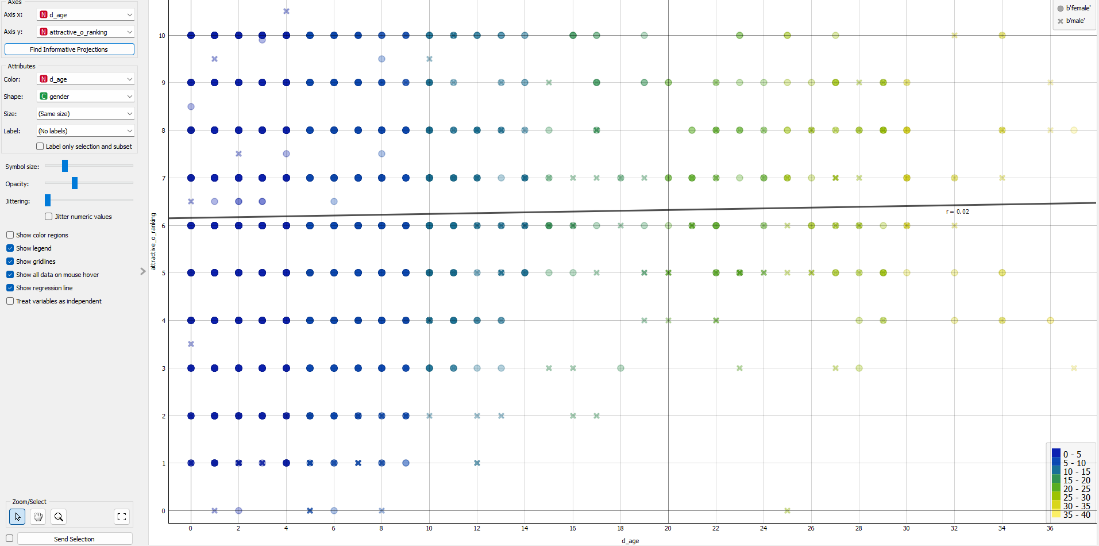 Axes
Axis x: N d_age
Axis y: N attractive_o_ranking
Find Informative Projections
Attributes
Color: N d_age
Shape: C gender
Size: (Same size)
Label: (No labels)
Label only selection and subset
Symbol size:
Opacity:
Jittering:
Jitter numeric values
Show color regions
Show legend
Show gridlines
Show all data on mouse hover
Show regression line
Treat variables as independent
Zoom/Select
Send Selection
attractive_o_ranking
10
9
8
7
6
5
4
3
2
1
0
0 2 4 6 8 10 12 14 16 18 20 22 24 26 28 30 32 34 36
d_age
r = 0.02
b'female'
b'male'
0 - 5
5 - 10
10 - 15
15 - 20
20 - 25
25 - 30
30 - 35
35 - 40